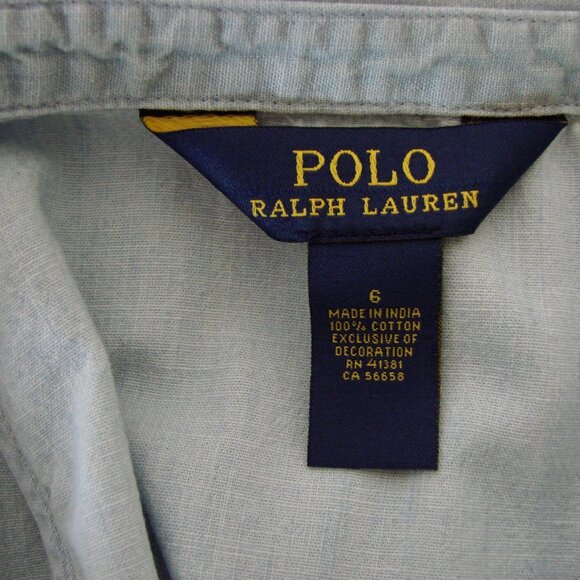 POLO
RALPH LAUREN
6
MADE IN INDIA
100% COTTON
EXCLUSIVE OF
DECORATION
RN 41381
CA 56658